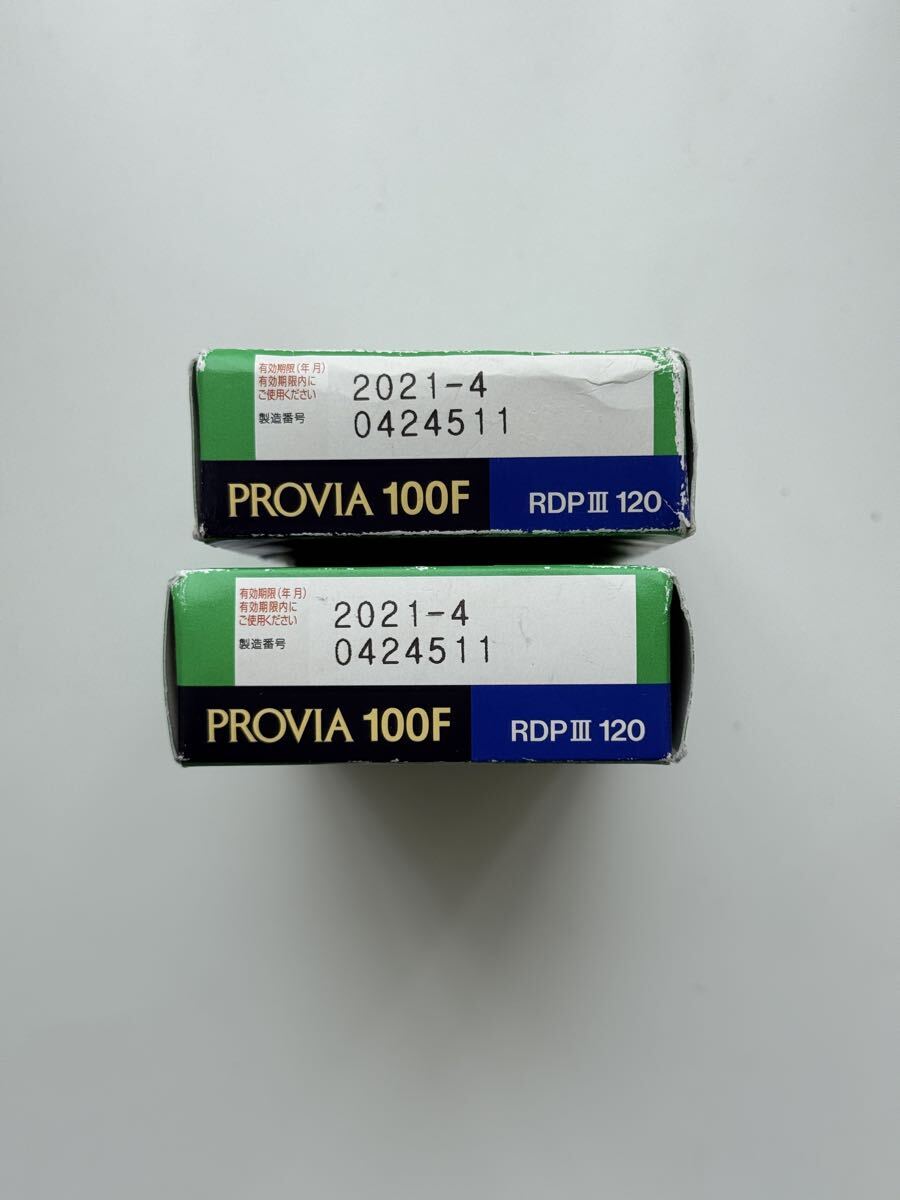 有効期限(年月)
有効期限内に
ご使用ください
2021-4
製造番号
0424511
PROVIA 100F
RDPⅢ 120
有効期限(年月)
有効期限内に
ご使用ください
2021-4
製造番号
0424511
PROVIA 100F
RDPⅢ 120